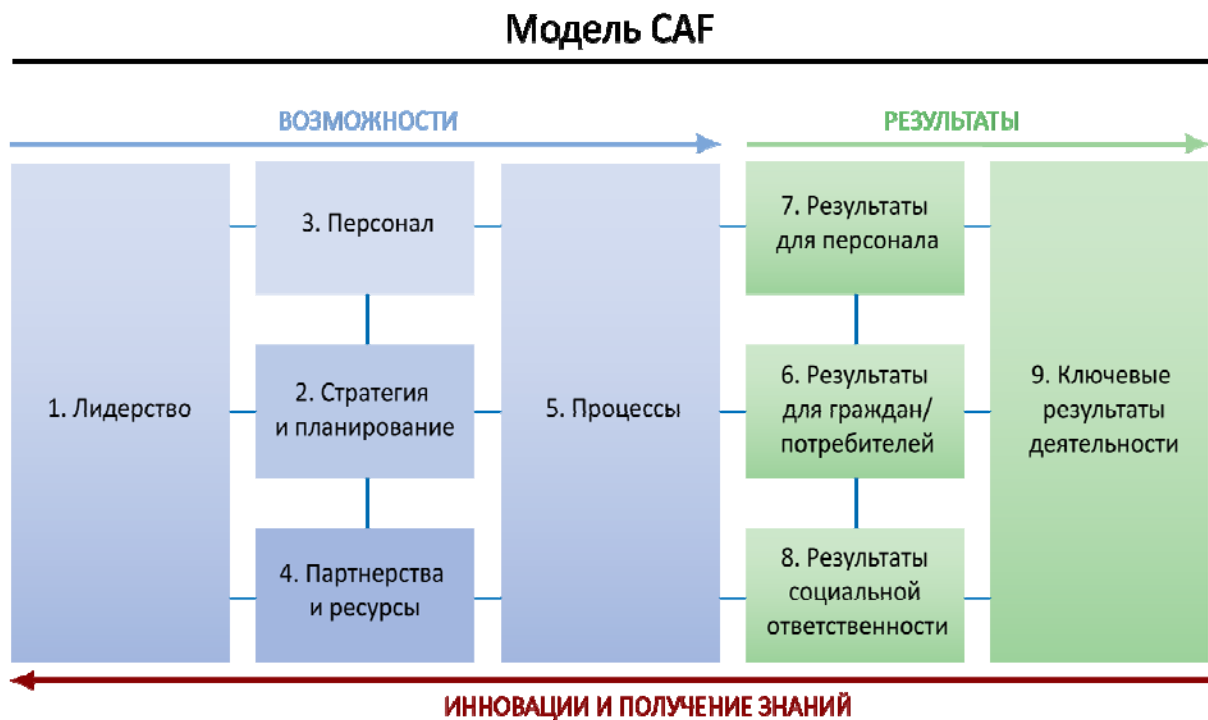 Модель CAF
ВОЗМОЖНОСТИ
РЕЗУЛЬТАТЫ
1. Лидерство
3. Персонал
2. Стратегия
и планирование
4. Партнерства
и ресурсы
5. Процессы
7. Результаты
для персонала
6. Результаты
для граждан/
потребителей
8. Результаты
социальной
ответственности
9. Ключевые
результаты
деятельности
ИННОВАЦИИ И ПОЛУЧЕНИЕ ЗНАНИЙ